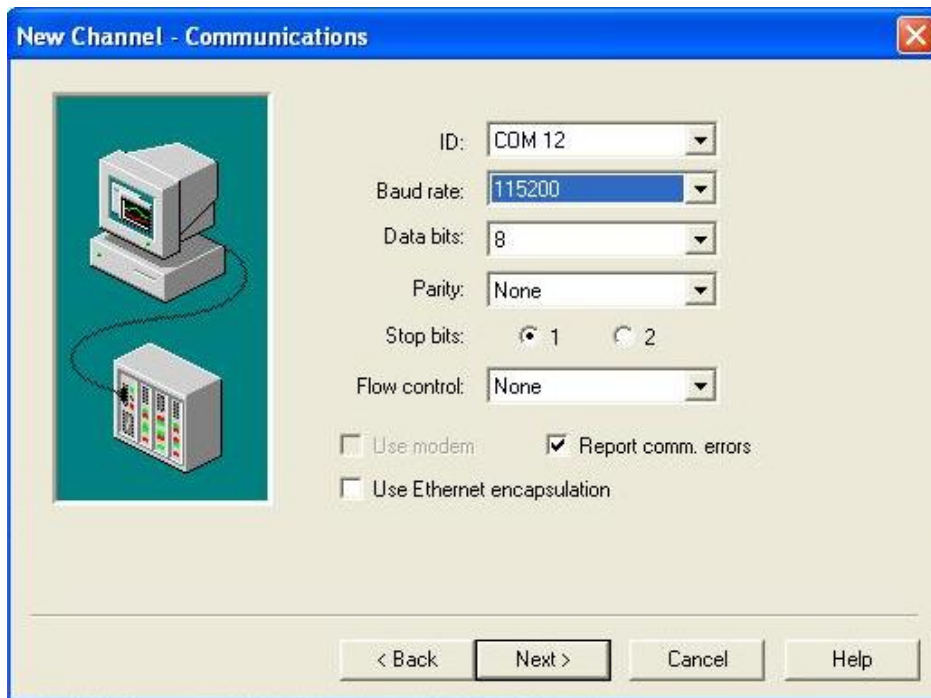 New Channel - Communications
ID: COM 12
Baud rate: 115200
Data bits: 8
Parity: None
Stop bits: 1 2
Flow control: None
Use modem Report comm. errors
Use Ethernet encapsulation
< Back Next > Cancel Help